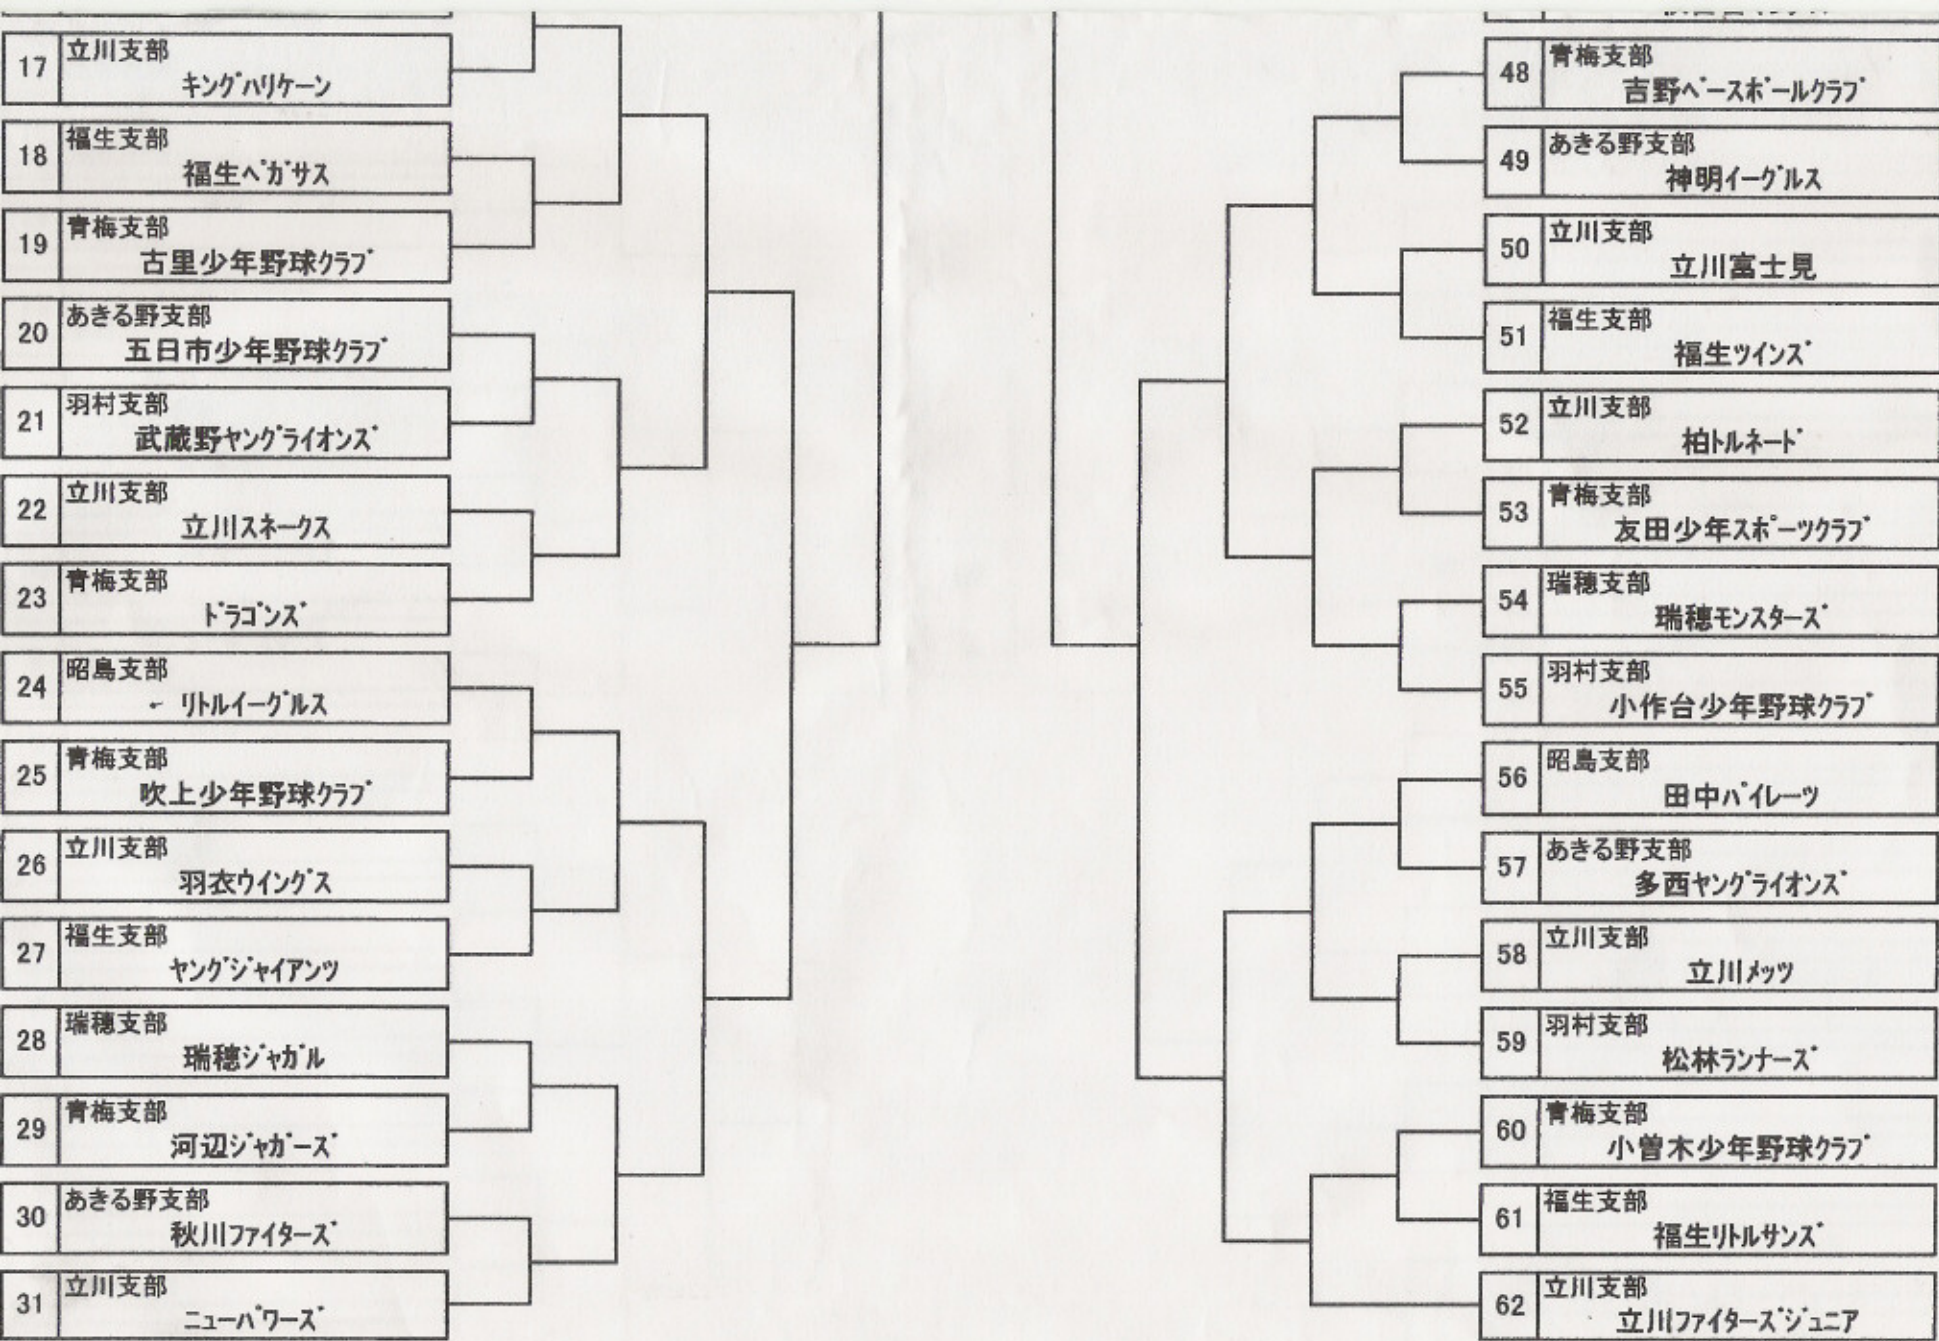 17
立川支部
キングハリケーン
18
福生支部
福生ペガサス
19
青梅支部
古里少年野球クラブ
20
あきる野支部
五日市少年野球クラブ
21
羽村支部
武蔵野ヤングライオンズ
22
立川支部
立川スネークス
23
青梅支部
ドラゴンズ
24
昭島支部
リトルイーグルス
25
青梅支部
吹上少年野球クラブ
26
立川支部
羽衣ウイングス
27
福生支部
ヤングジャイアンツ
28
瑞穂支部
瑞穂ジャガル
29
青梅支部
河辺ジャガーズ
30
あきる野支部
秋川ファイターズ
31
立川支部
ニューパワーズ
48
青梅支部
吉野ベースボールクラブ
49
あきる野支部
神明イーグルス
50
立川支部
立川富士見
51
福生支部
福生ツインズ
52
立川支部
柏トルネード
53
青梅支部
友田少年スポーツクラブ
54
瑞穂支部
瑞穂モンスターズ
55
羽村支部
小作台少年野球クラブ
56
昭島支部
田中パイレーツ
57
あきる野支部
多西ヤングライオンズ
58
立川支部
立川メッツ
59
羽村支部
松林ランナーズ
60
青梅支部
小曽木少年野球クラブ
61
福生支部
福生リトルサンズ
62
立川支部
立川ファイターズジュニア